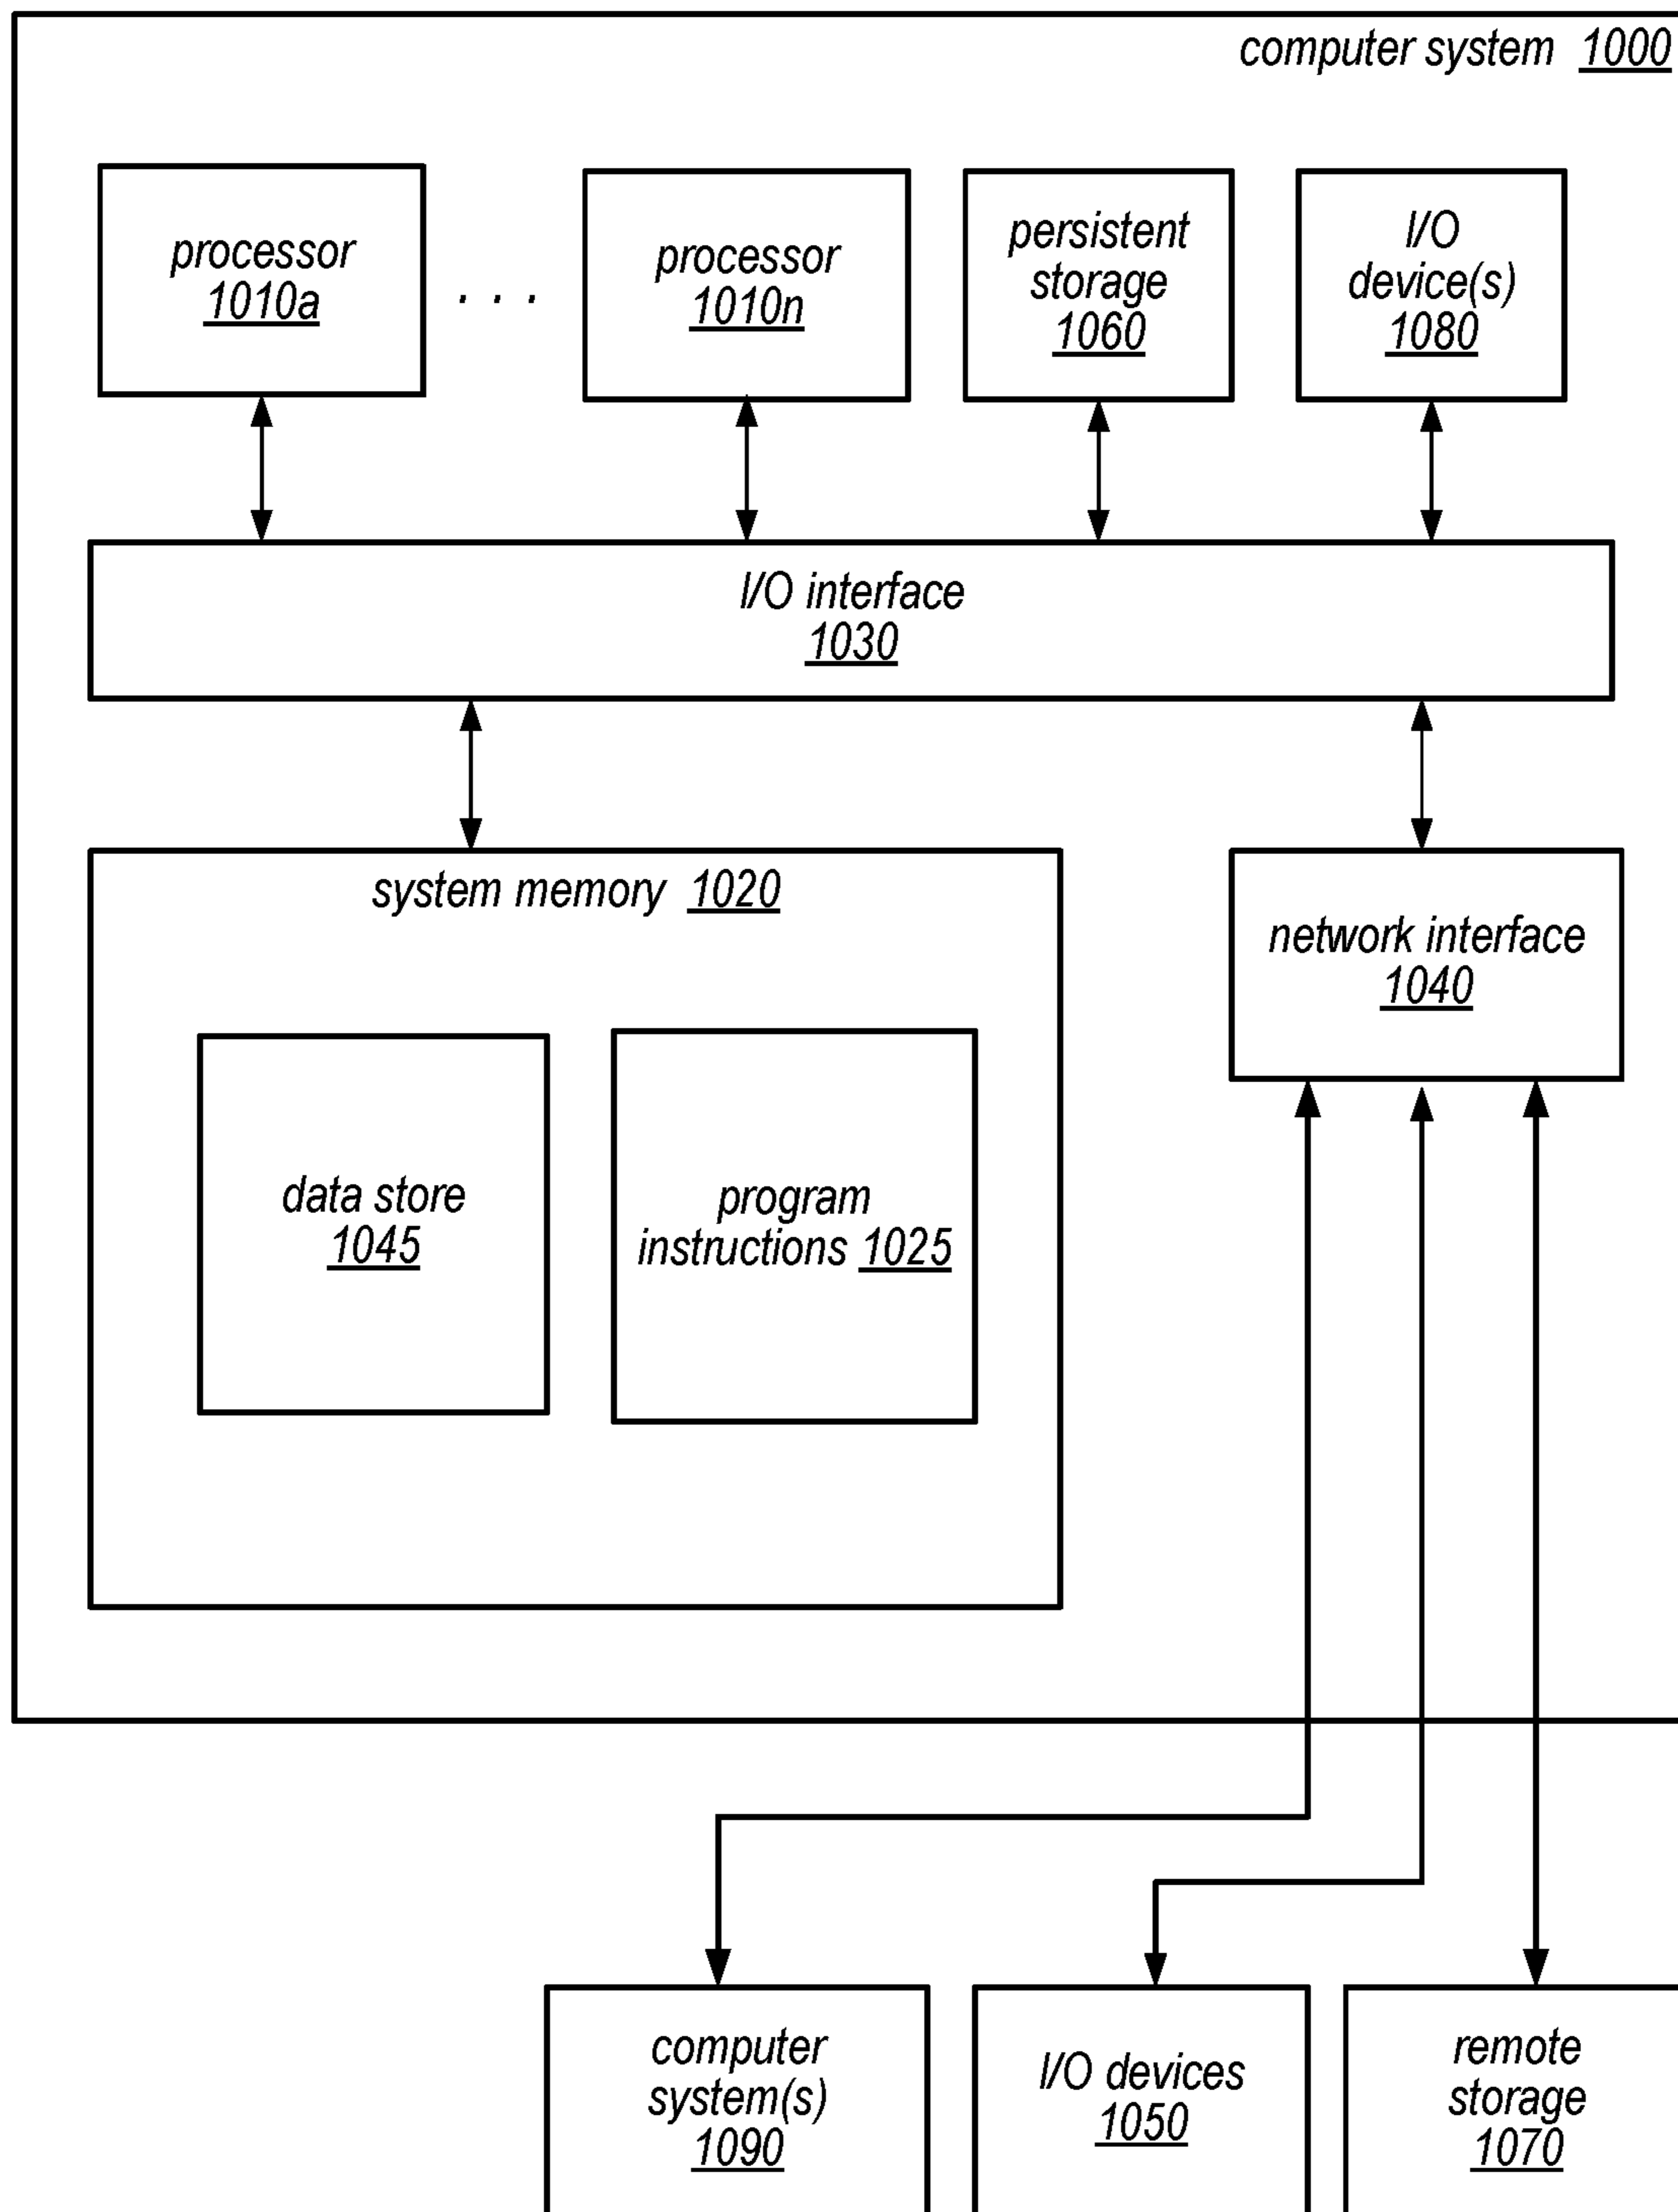 computer system 1000
processor
1010a
. . .
processor
1010n
persistent
storage
1060
I/O
device(s)
1080
I/O interface
1030
system memory 1020
network interface
1040
data store
1045
program
instructions 1025
computer
system(s)
1090
I/O devices
1050
remote
storage
1070